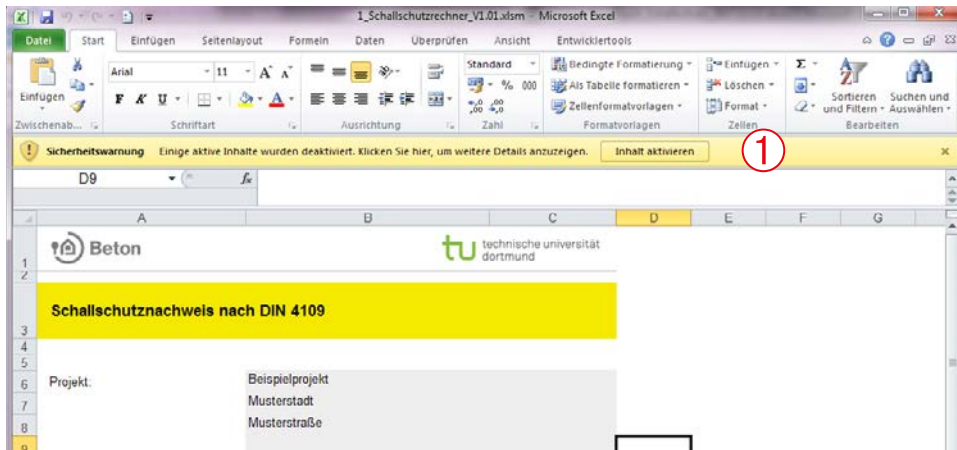 1_Schallschutzrechner_V1.01.xlsm - Microsoft Excel
Datei Start Einfügen Seitenlayout Formeln Daten Überprüfen Ansicht Entwicklertools
Einfügen
Arial 11
F K U
Standard
% 000
Bedingte Formatierung
Als Tabelle formatieren
Zellenformatvorlagen
Einfügen
Löschen
Format
Σ
Sortieren und Filtern
Suchen und Auswählen
Zwischenab... Schriftart Ausrichtung Zahl Formatvorlagen Zellen Bearbeiten
Sicherheitswarnung Einige aktive Inhalte wurden deaktiviert. Klicken Sie hier, um weitere Details anzuzeigen. Inhalt aktivieren 1
D9 fx
A B C D E F G
1 Beton technische universität
dortmund
2
3 Schallschutznachweis nach DIN 4109
4
5
6 Projekt: Beispielprojekt
7 Musterstadt
8 Musterstraße
9